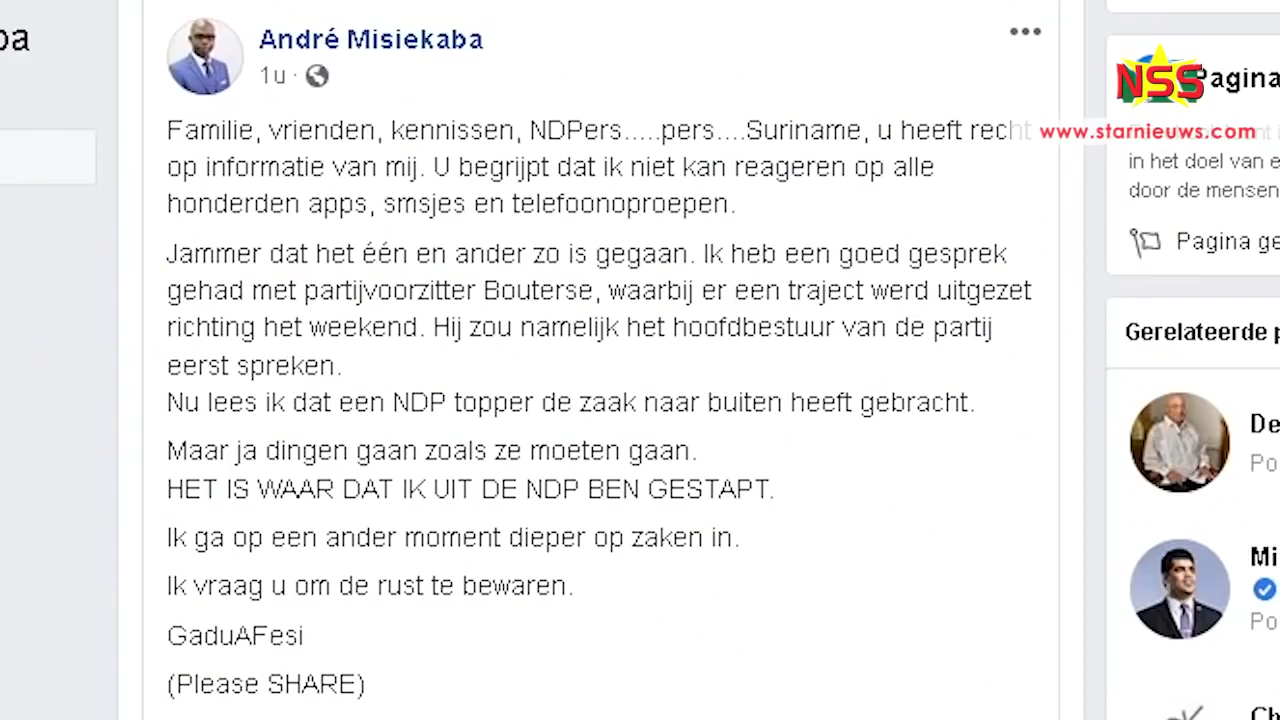 ba
André Misiekaba
1u ·
Familie, vrienden, kennissen, NDPers.....pers....Suriname, u heeft recht
op informatie van mij. U begrijpt dat ik niet kan reageren op alle
honderden apps, smsjes en telefoonoproepen.
Jammer dat het één en ander zo is gegaan. Ik heb een goed gesprek
gehad met partijvoorzitter Bouterse, waarbij er een traject werd uitgezet
richting het weekend. Hij zou namelijk het hoofdbestuur van de partij
eerst spreken.
Nu lees ik dat een NDP topper de zaak naar buiten heeft gebracht.
Maar ja dingen gaan zoals ze moeten gaan.
HET IS WAAR DAT IK UIT DE NDP BEN GESTAPT.
Ik ga op een ander moment dieper op zaken in.
Ik vraag u om de rust te bewaren.
GaduAFesi
(Please SHARE)
NSS
Pagina
www.starnieuws.com
in het doel van e
door de mensen
Pagina ge
Gerelateerde p
De
Po
Mi
Po
Ch